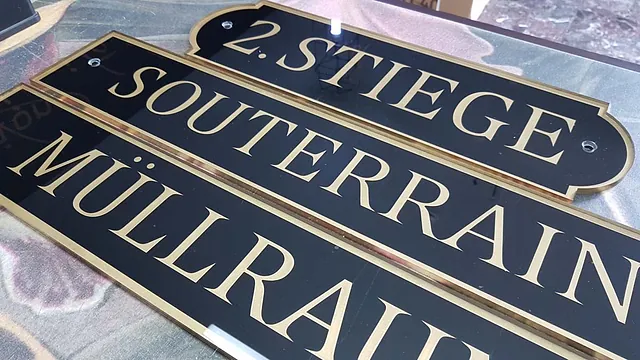 2. STIEGE
SOUTERRAIN
MÜLLRAU